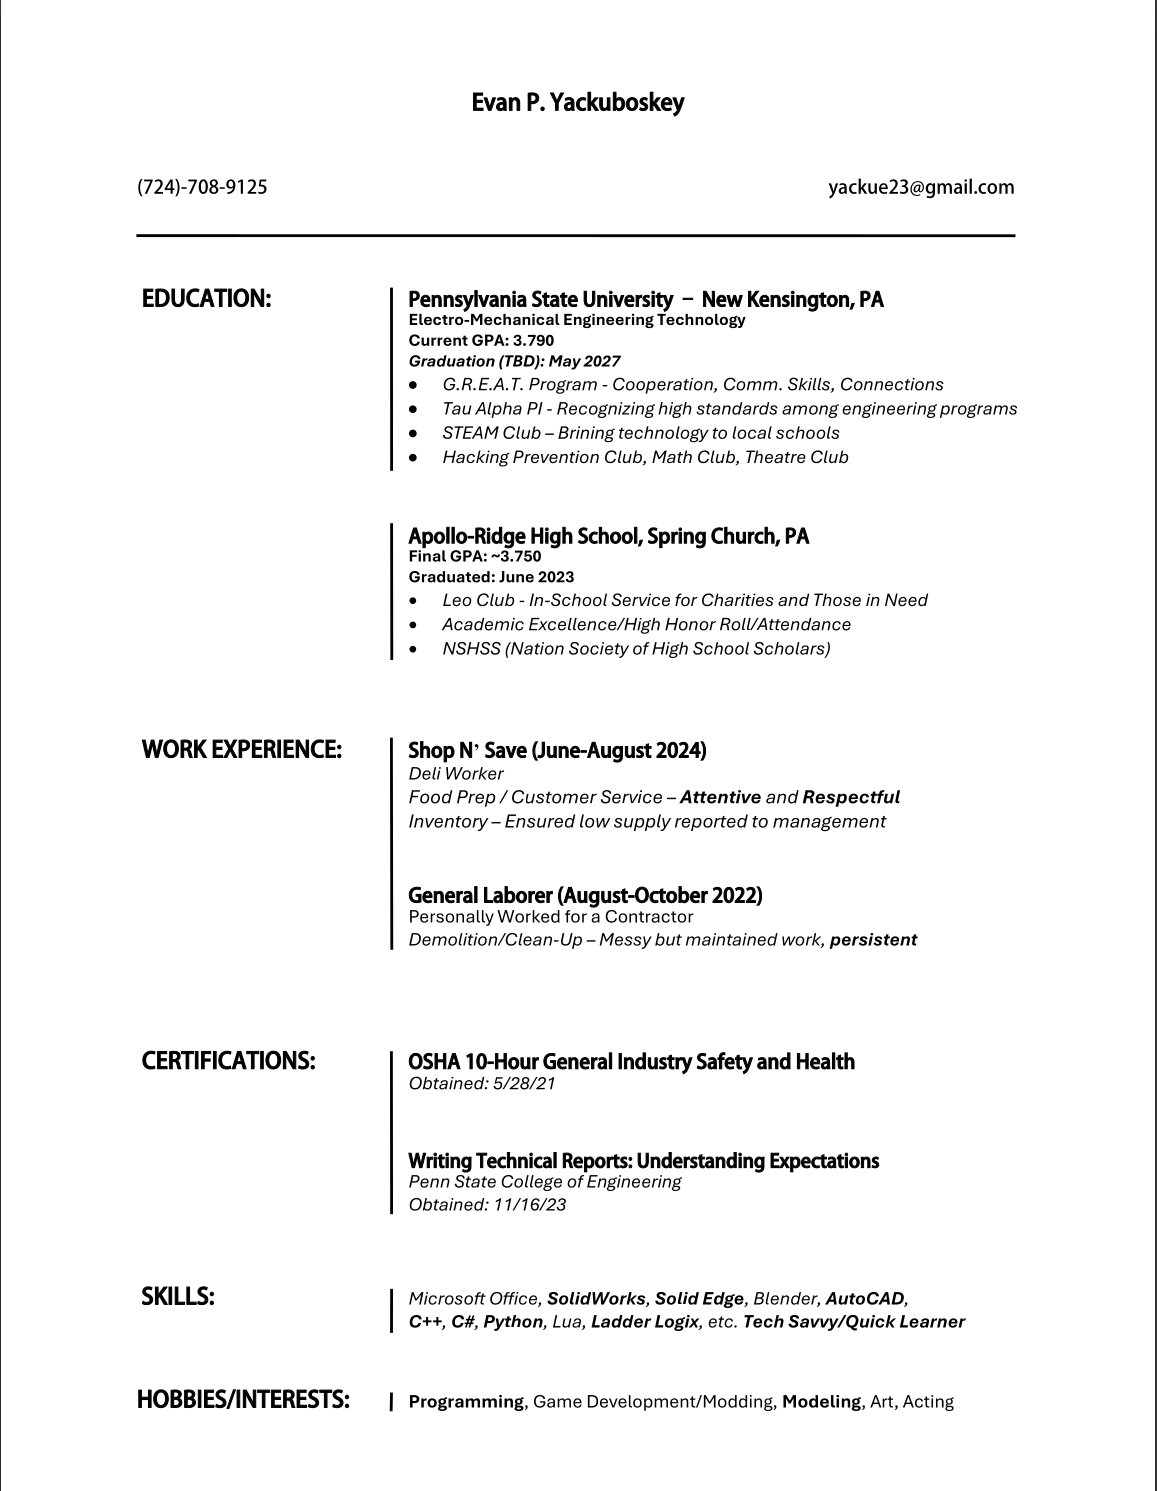 Evan P. Yackuboskey
(724)-708-9125 yackue23@gmail.com
EDUCATION:
Pennsylvania State University – New Kensington, PA
Electro-Mechanical Engineering Technology
Current GPA: 3.790
Graduation (TBD): May 2027
• G.R.E.A.T. Program - Cooperation, Comm. Skills, Connections
• Tau Alpha PI - Recognizing high standards among engineering programs
• STEAM Club – Brining technology to local schools
• Hacking Prevention Club, Math Club, Theatre Club
Apollo-Ridge High School, Spring Church, PA
Final GPA: ~3.750
Graduated: June 2023
• Leo Club - In-School Service for Charities and Those in Need
• Academic Excellence/High Honor Roll/Attendance
• NSHSS (Nation Society of High School Scholars)
WORK EXPERIENCE:
Shop N’ Save (June-August 2024)
Deli Worker
Food Prep / Customer Service – Attentive and Respectful
Inventory – Ensured low supply reported to management
General Laborer (August-October 2022)
Personally Worked for a Contractor
Demolition/Clean-Up – Messy but maintained work, persistent
CERTIFICATIONS:
OSHA 10-Hour General Industry Safety and Health
Obtained: 5/28/21
Writing Technical Reports: Understanding Expectations
Penn State College of Engineering
Obtained: 11/16/23
SKILLS:
Microsoft Office, SolidWorks, Solid Edge, Blender, AutoCAD,
C++, C#, Python, Lua, Ladder Logix, etc. Tech Savvy/Quick Learner
HOBBIES/INTERESTS:
Programming, Game Development/Modding, Modeling, Art, Acting